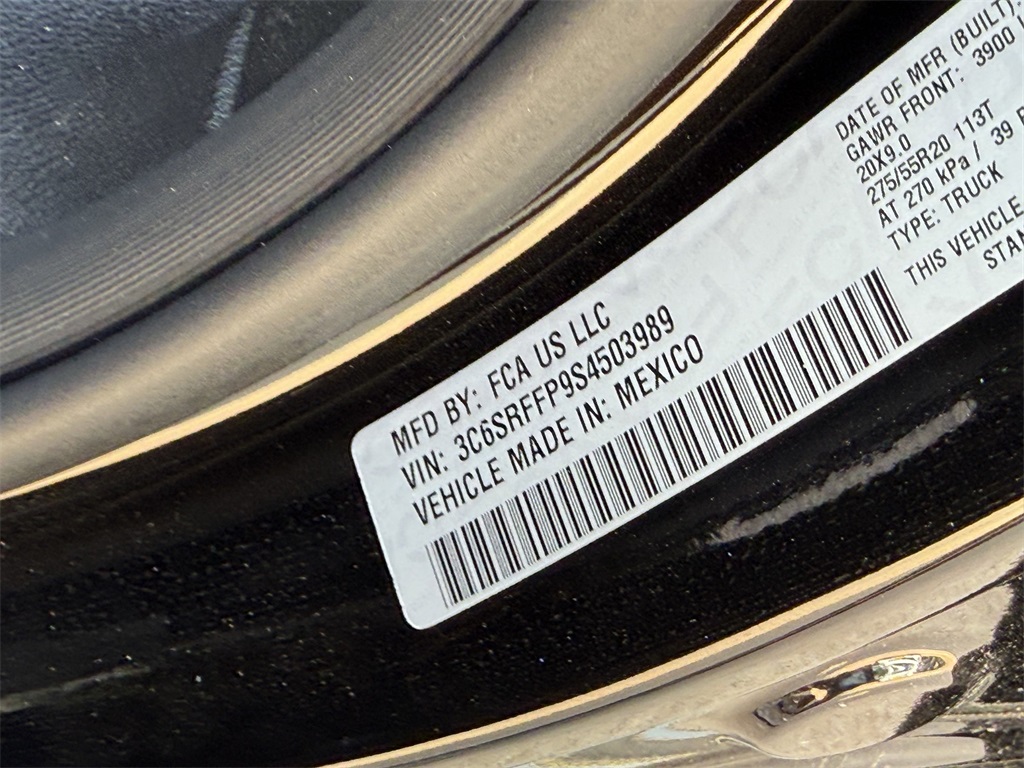 MFD BY: FCA US LLC
VIN: 3C6SRFFP9S4503989
VEHICLE MADE IN: MEXICO
DATE OF MFR (BUILT):
GAWR FRONT: 3900
20X9.0
275/55R20 113T
AT 270 kPa / 39
TYPE: TRUCK
THIS VEHICLE